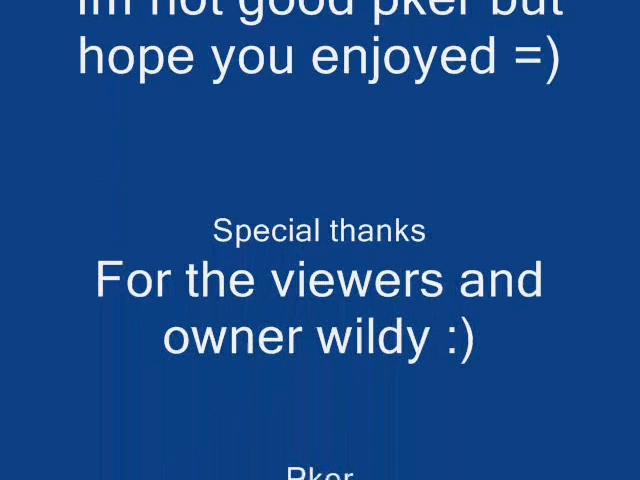 im not good pker but
hope you enjoyed =)
Special thanks
For the viewers and
owner wildy :)
Pker